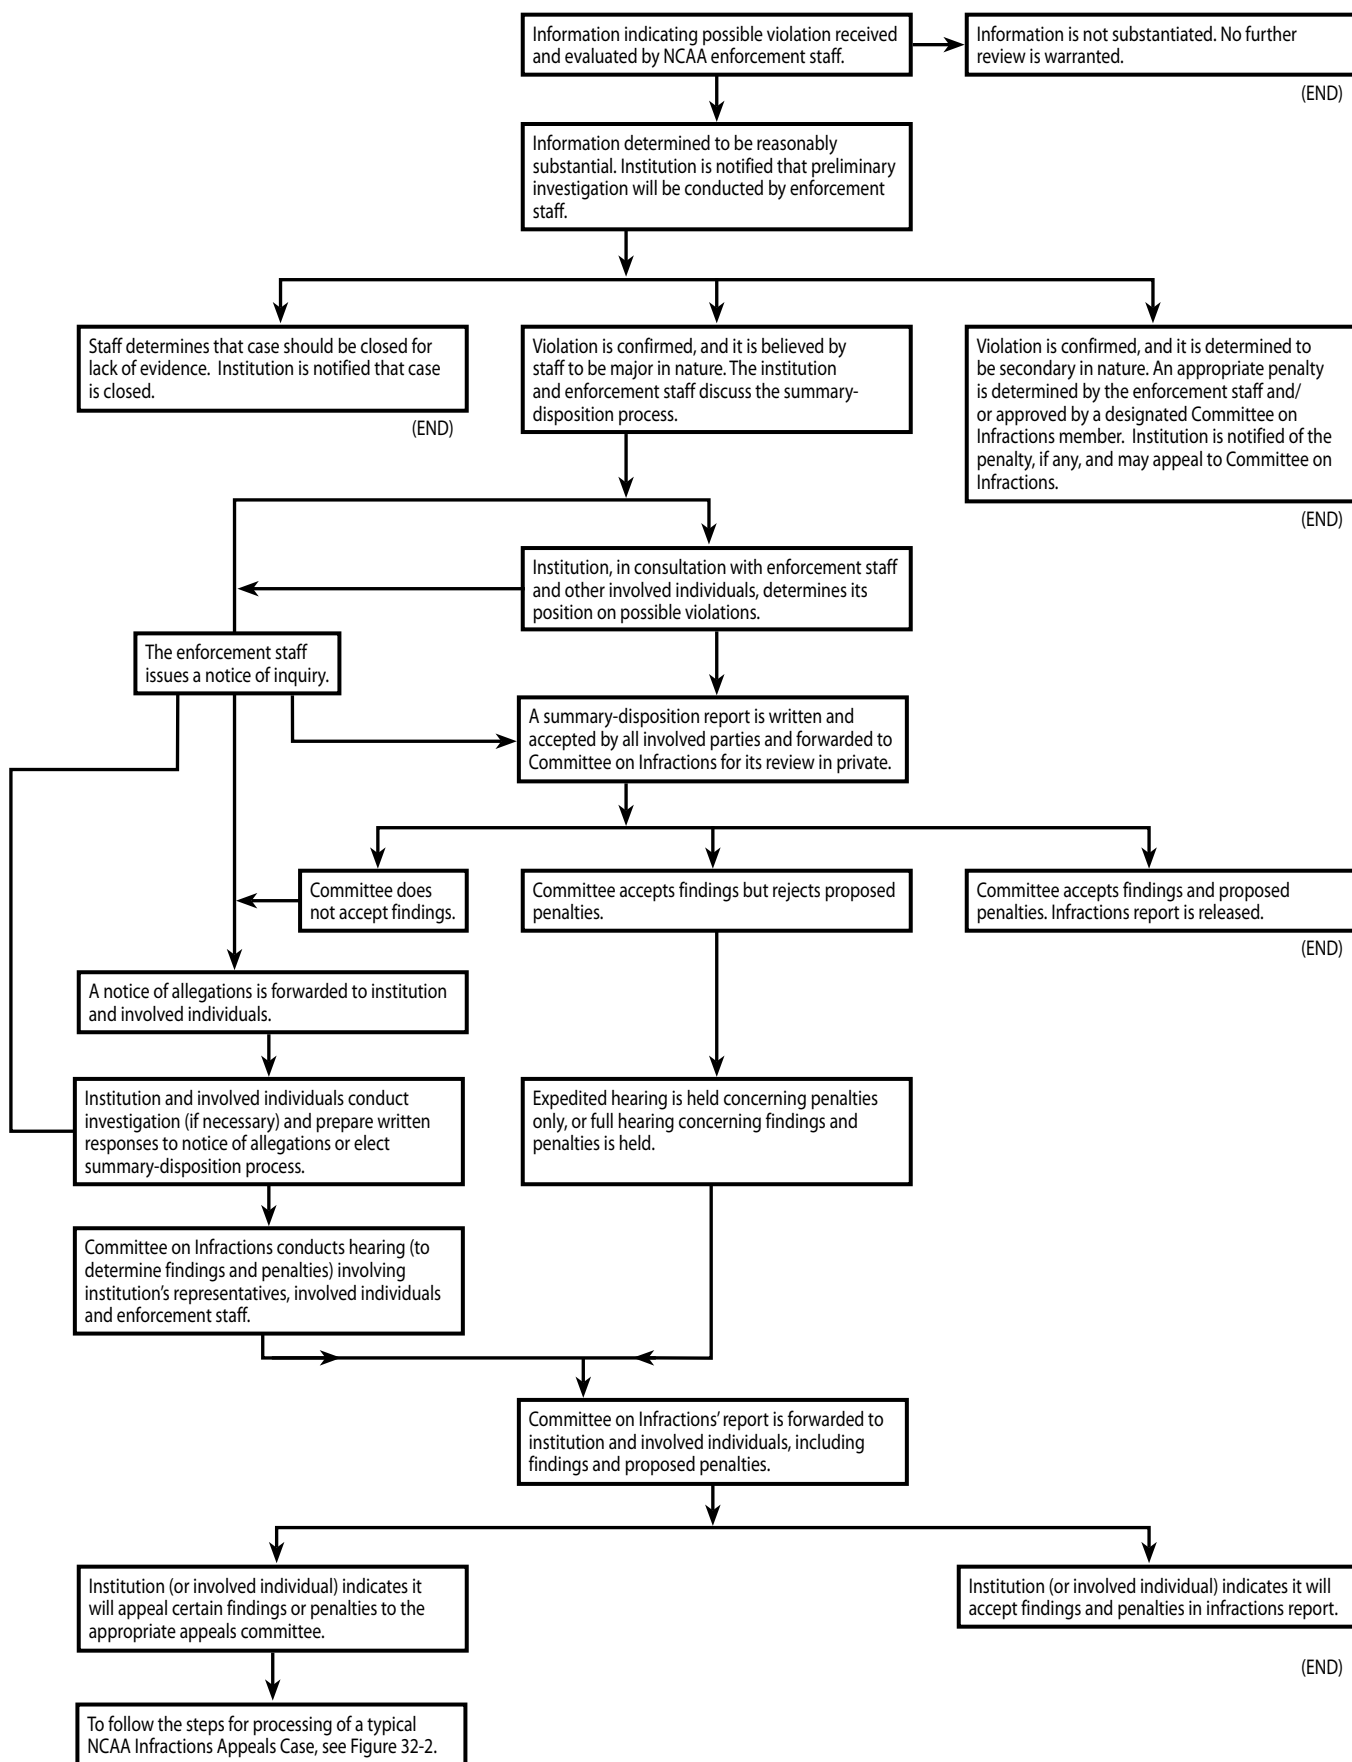 Information indicating possible violation received
and evaluated by NCAA enforcement staff.
Information is not substantiated. No further
review is warranted.
(END)
Information determined to be reasonably
substantial. Institution is notified that preliminary
investigation will be conducted by enforcement
staff.
Staff determines that case should be closed for
lack of evidence.  Institution is notified that case
is closed.
(END)
Violation is confirmed, and it is believed by
staff to be major in nature. The institution
and enforcement staff discuss the summary-
disposition process.
Violation is confirmed, and it is determined to
be secondary in nature. An appropriate penalty
is determined by the enforcement staff and/
or approved by a designated Committee on
Infractions member.  Institution is notified of the
penalty, if any, and may appeal to Committee on
Infractions.
(END)
Institution, in consultation with enforcement staff
and other involved individuals, determines its
position on possible violations.
The enforcement staff
issues a notice of inquiry.
A summary-disposition report is written and
accepted by all involved parties and forwarded to
Committee on Infractions for its review in private.
Committee does
not accept findings.
Committee accepts findings but rejects proposed
penalties.
Committee accepts findings and proposed
penalties. Infractions report is released.
(END)
A notice of allegations is forwarded to institution
and involved individuals.
Institution and involved individuals conduct
investigation (if necessary) and prepare written
responses to notice of allegations or elect
summary-disposition process.
Expedited hearing is held concerning penalties
only, or full hearing concerning findings and
penalties is held.
Committee on Infractions conducts hearing (to
determine findings and penalties) involving
institution's representatives, involved individuals
and enforcement staff.
Committee on Infractions' report is forwarded to
institution and involved individuals, including
findings and proposed penalties.
Institution (or involved individual) indicates it
will appeal certain findings or penalties to the
appropriate appeals committee.
Institution (or involved individual) indicates it will
accept findings and penalties in infractions report.
(END)
To follow the steps for processing of a typical
NCAA Infractions Appeals Case, see Figure 32-2.